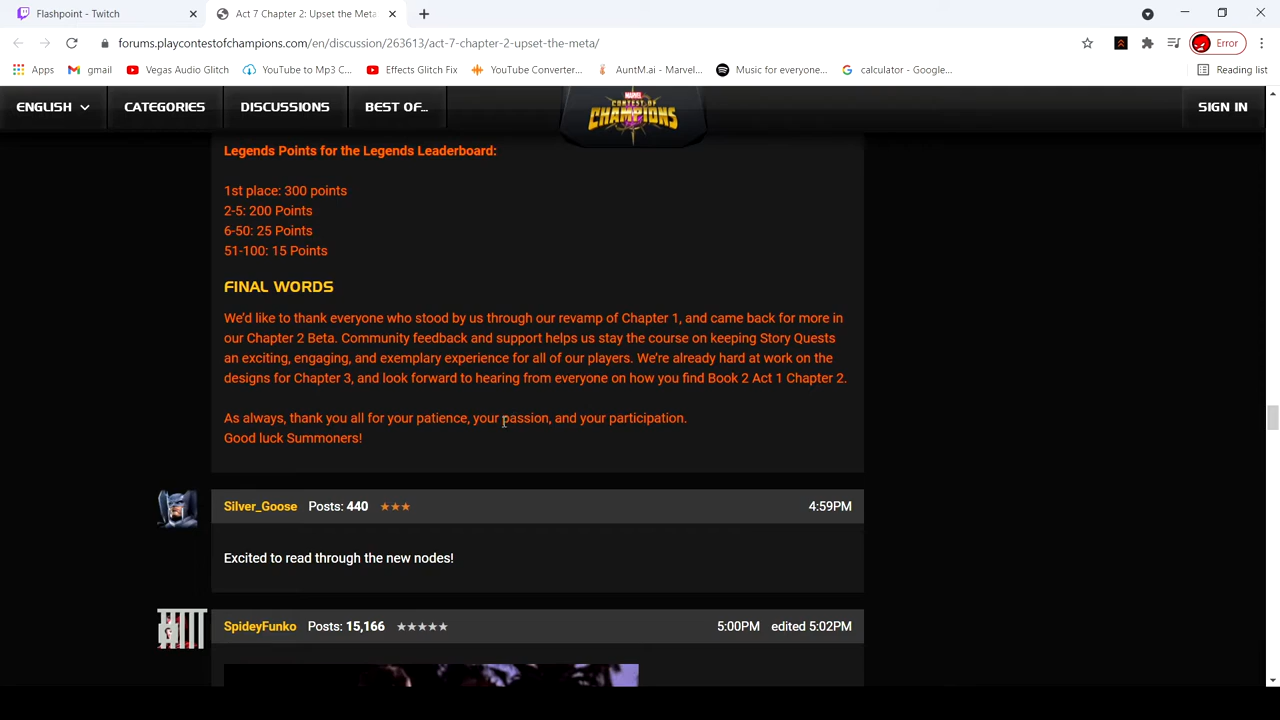 Flashpoint - Twitch
Act 7 Chapter 2: Upset the Meta
forums.playcontestofchampions.com/en/discussion/263613/act-7-chapter-2-upset-the-meta/
Error
Apps
gmail
Vegas Audio Glitch
YouTube to Mp3 C...
Effects Glitch Fix
YouTube Converter...
AuntM.ai - Marvel...
Music for everyone...
calculator - Google...
Reading list
ENGLISH
CATEGORIES
DISCUSSIONS
BEST OF...
MARVEL
CONTEST OF
CHAMPIONS
SIGN IN
Legends Points for the Legends Leaderboard:
1st place: 300 points
2-5: 200 Points
6-50: 25 Points
51-100: 15 Points
FINAL WORDS
We'd like to thank everyone who stood by us through our revamp of Chapter 1, and came back for more in
our Chapter 2 Beta. Community feedback and support helps us stay the course on keeping Story Quests
an exciting, engaging, and exemplary experience for all of our players. We're already hard at work on the
designs for Chapter 3, and look forward to hearing from everyone on how you find Book 2 Act 1 Chapter 2.
As always, thank you all for your patience, your passion, and your participation.
Good luck Summoners!
Silver_Goose Posts: 440 ★★★ 4:59PM
Excited to read through the new nodes!
SpideyFunko Posts: 15,166 ★★★★★ 5:00PM edited 5:02PM